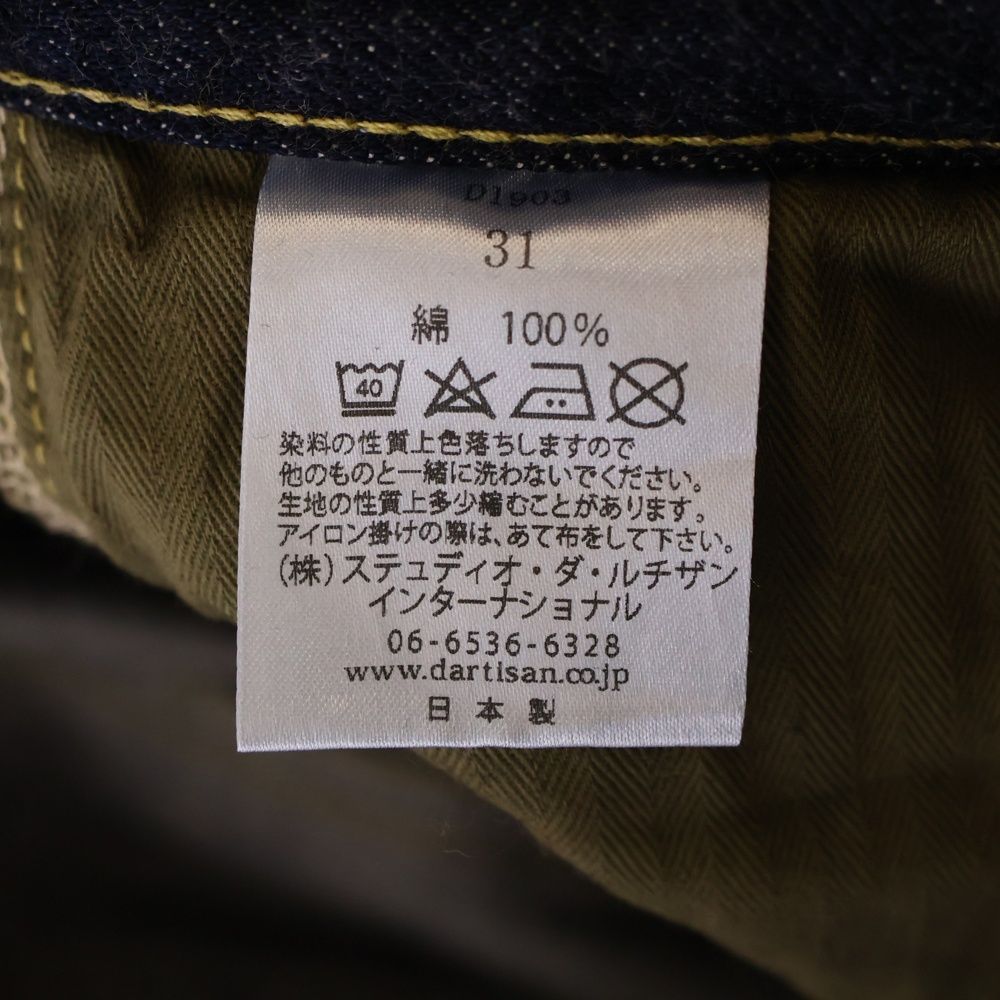 D1903
31
綿 100%
40
染料の性質上色落ちしますので
他のものと一緒に洗わないでください。
生地の性質上多少縮むことがあります。
アイロン掛けの際は、あて布をして下さい。
(株)ステュディオ・ダ・ルチザン
インターナショナル
06-6536-6328
www.dartisan.co.jp
日本製